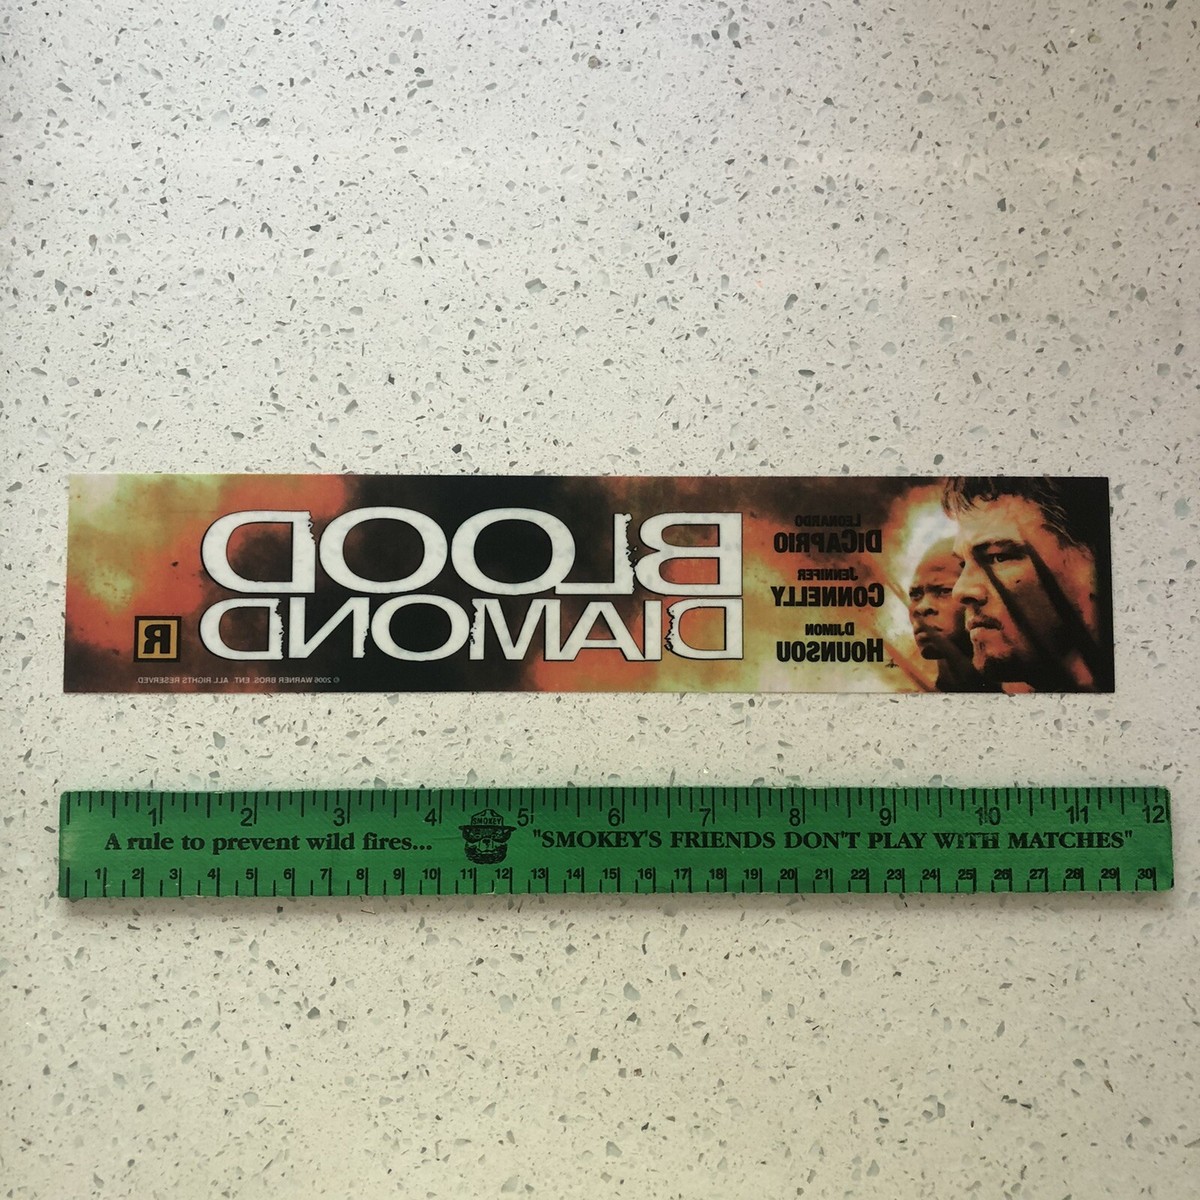 BLOOD
DIAMOND
LEONARDO
DICAPRIO
JENNIFER
CONNELLY
DJIMON
HOUNSOU
R
© 2006 WARNER BROS. ENT. ALL RIGHTS RESERVED.
1 2 3 4 5 6 7 8 9 10 11 12
SMOKEY
A rule to prevent wild fires... "SMOKEY'S FRIENDS DON'T PLAY WITH MATCHES"
1 2 3 4 5 6 7 8 9 10 11 12 13 14 15 16 17 18 19 20 21 22 23 24 25 26 27 28 29 30